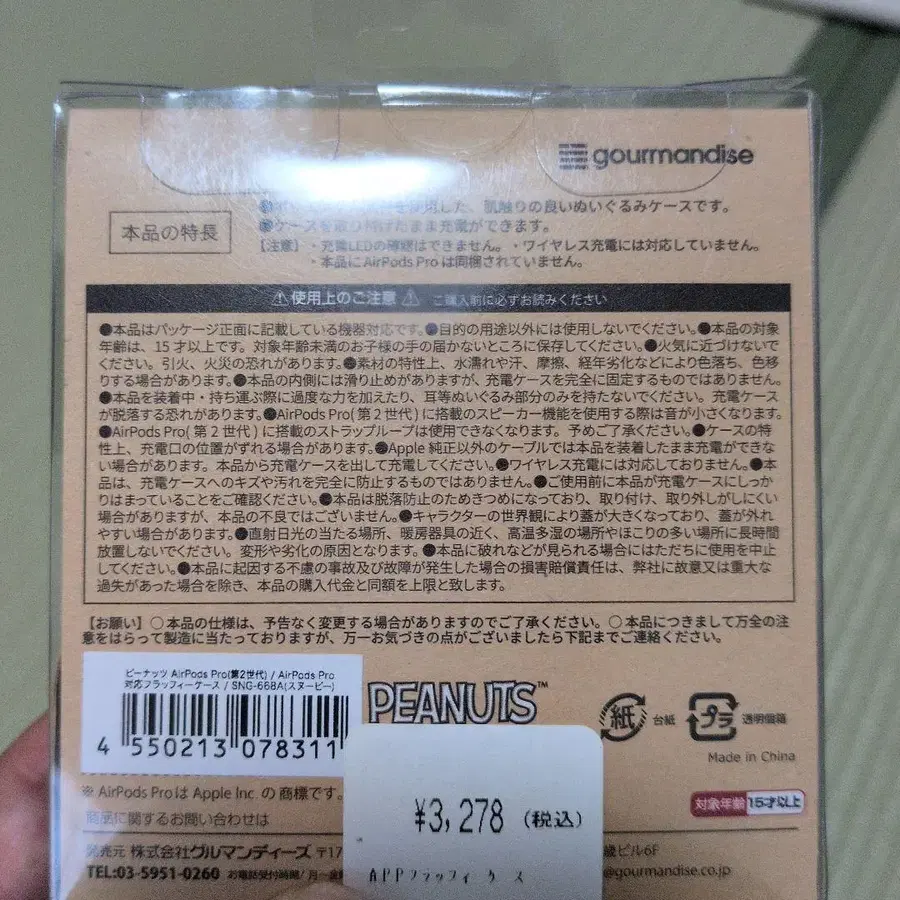 gourmandise
本品の特長
を使用した、肌触りの良いぬいぐるみケースです。
ケースを取り付けたまま充電ができます。
【注意】・充電LEDの確認はできません。・ワイヤレス充電には対応していません。
・本品にAirPods Proは同梱されていません。
⚠使用上のご注意⚠ ご購入前に必ずお読みください
●本品はパッケージ正面に記載している機器対応です。●目的の用途以外には使用しないでください。●本品の対象
年齢は、15才以上です。対象年齢未満のお子様の手の届かないところに保存してください。●火気に近づけないで
ください。引火、火災の恐れがあります。●素材の特性上、水濡れや汗、摩擦、経年劣化などにより色落ち、色移
りする場合があります。●本品の内側には滑り止めがありますが、充電ケースを完全に固定するものではありません。
●本品を装着中・持ち運ぶ際に過度な力を加えたり、耳等ぬいぐるみ部分のみを持たないでください。充電ケース
が脱落する恐れがあります。●AirPods Pro(第2世代)に搭載のスピーカー機能を使用する際は音が小さくなります。
●AirPods Pro(第2世代)に搭載のストラップループは使用できなくなります。予めご了承ください。●ケースの特
性上、充電口の位置がずれる場合があります。●Apple 純正以外のケーブルでは本品を装着したまま充電ができな
い場合があります。本品から充電ケースを出して充電してください。●ワイヤレス充電には対応しておりません。●本
品は、充電ケースへのキズや汚れを完全に防止するものではありません。●ご使用前に本品が充電ケースにしっか
りはまっていることをご確認ください。●本品は脱落防止のためきつめになっており、取り付け、取り外しがしにくい
場合がありますが、本品の不良ではございません。●キャラクターの世界観により蓋が大きくなっており、蓋が外れ
やすい場合があります。●直射日光の当たる場所、暖房器具の近く、高温多湿の場所やほこりの多い場所に長時間
放置しないでください。変形や劣化の原因となります。●本品に破れなどが見られる場合にはただちに使用を中止
してください。●本品に起因する不慮の事故及び故障が発生した場合の損害賠償責任は、弊社に故意又は重大な
過失があった場合を除き、本品の購入代金と同額を上限と致します。
【お願い】○本品の仕様は、予告なく変更する場合がありますのでご了承ください。○本品につきまして万全の注
意をはらって製造に当たっておりますが、万一お気づきの点がございましたら下記までご連絡ください。
ピーナッツ AirPods Pro(第2世代) / AirPods Pro
対応フラッフィーケース / SNG-668A(スヌーピー)
4 550213 078311
PEANUTS™
紙 台紙
プラ 透明個箱
Made in China
※ AirPods Pro は Apple Inc. の商標です。
対象年齢 15才以上
商品に関するお問い合わせは
¥3,278 (税込)
発売元 株式会社グルマンディーズ 〒17
歳ビル6F
TEL:03-5951-0260 お電話受付時間/月～金
@gourmandise.co.jp
APPフラッフィケース